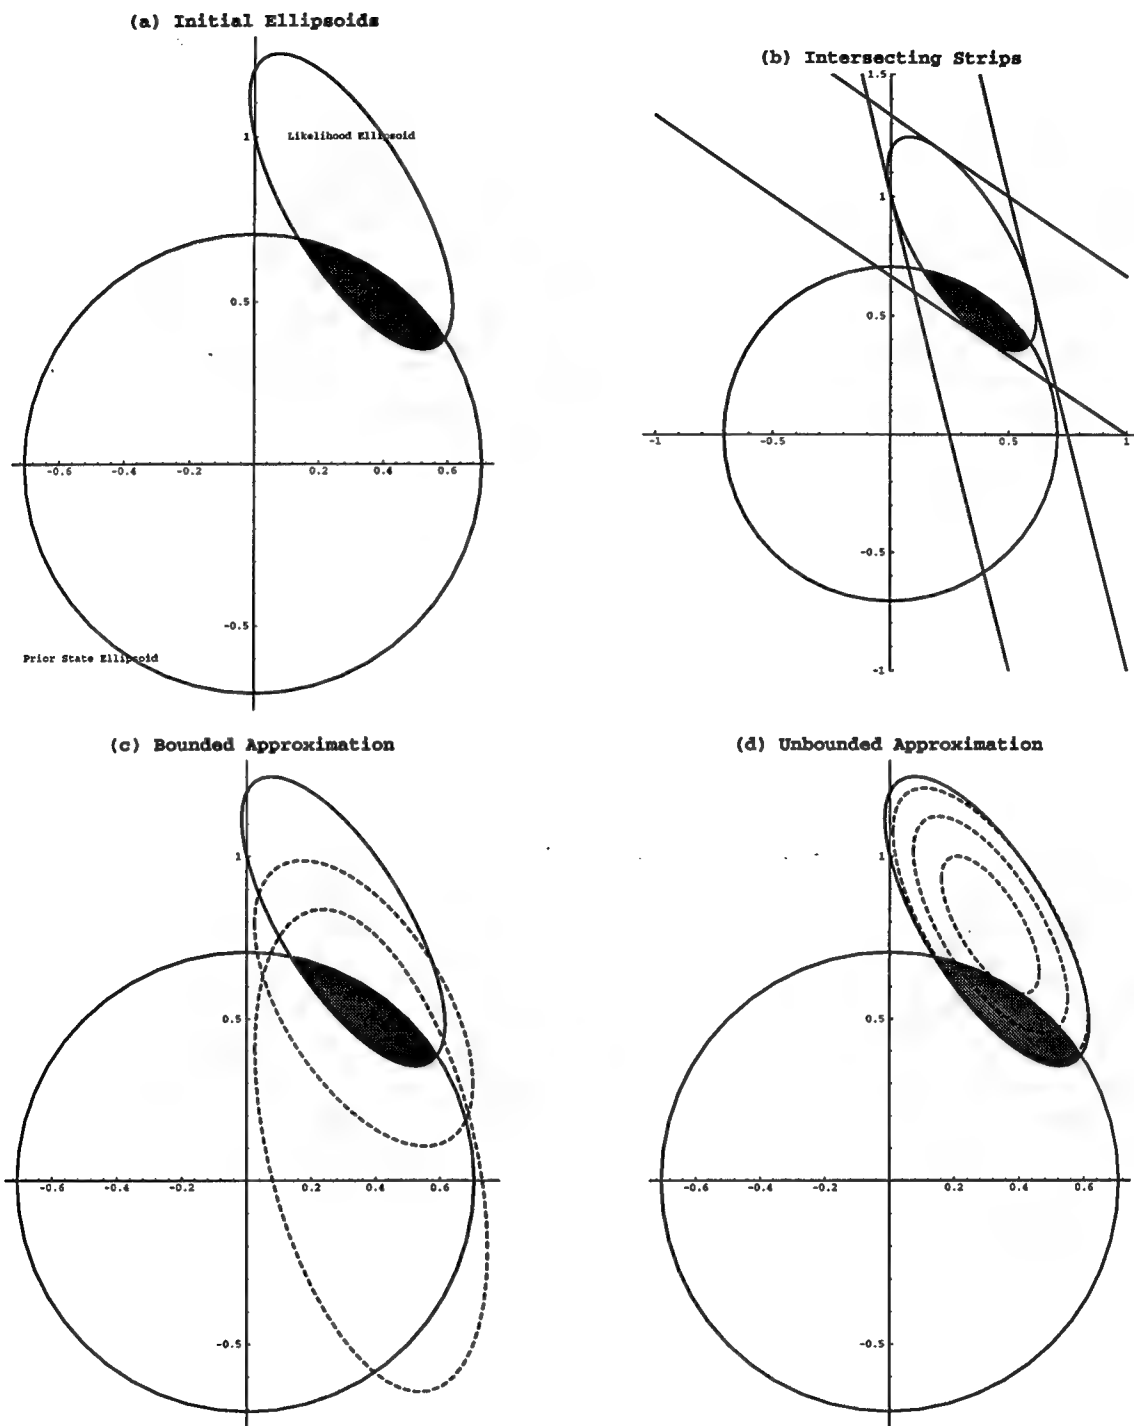 (a) Initial Ellipsoids
1
Likelihood Ellipsoid
0.5
-0.6 -0.4 -0.2 0.2 0.4 0.6
-0.5
Prior State Ellipsoid
(b) Intersecting Strips
1.5
1
0.5
-1 -0.5 0.5 1
-0.5
-1
(c) Bounded Approximation
1
0.5
-0.6 -0.4 -0.2 0.2 0.4 0.6
-0.5
(d) Unbounded Approximation
1
0.5
-0.6 -0.4 -0.2 0.2 0.4 0.6
-0.5